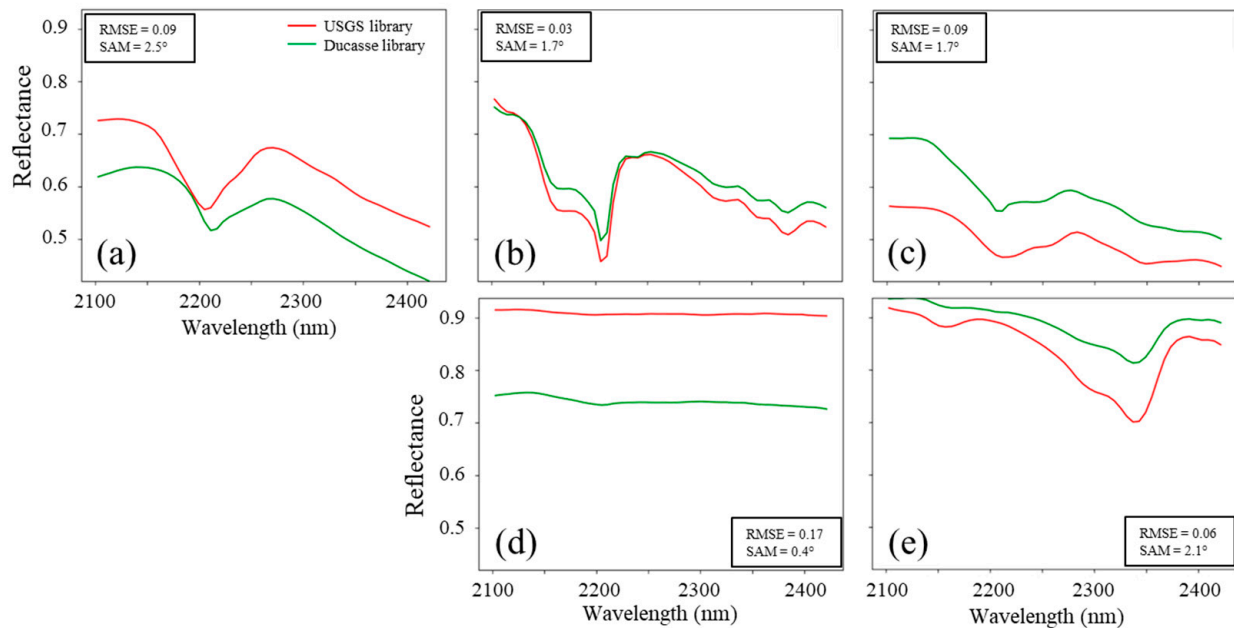 RMSE = 0.09
SAM = 2.5°
USGS library
Ducasse library
RMSE = 0.03
SAM = 1.7°
RMSE = 0.09
SAM = 1.7°
0.9
0.8
0.7
0.6
0.5
Reflectance
(a)
(b)
(c)
2100
2200
2300
2400
Wavelength (nm)
0.9
0.8
0.7
0.6
0.5
Reflectance
(d)
RMSE = 0.17
SAM = 0.4°
(e)
RMSE = 0.06
SAM = 2.1°
2100
2200
2300
2400
Wavelength (nm)
2100
2200
2300
2400
Wavelength (nm)